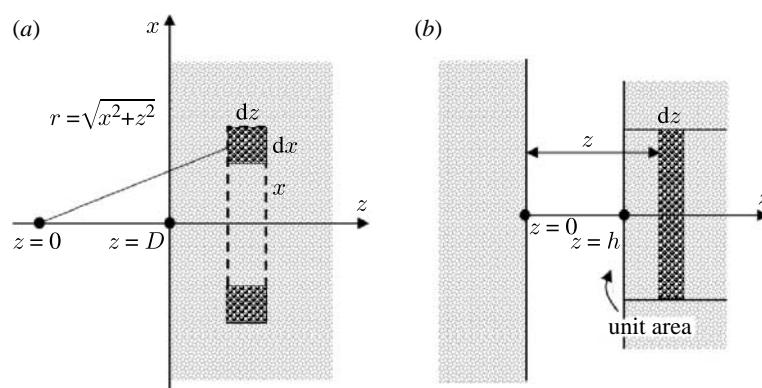 (a)
x
r = √x²+z²
dz
dx
x
z
z = 0
z = D
(b)
dz
z
z
z = 0
z = h
unit area